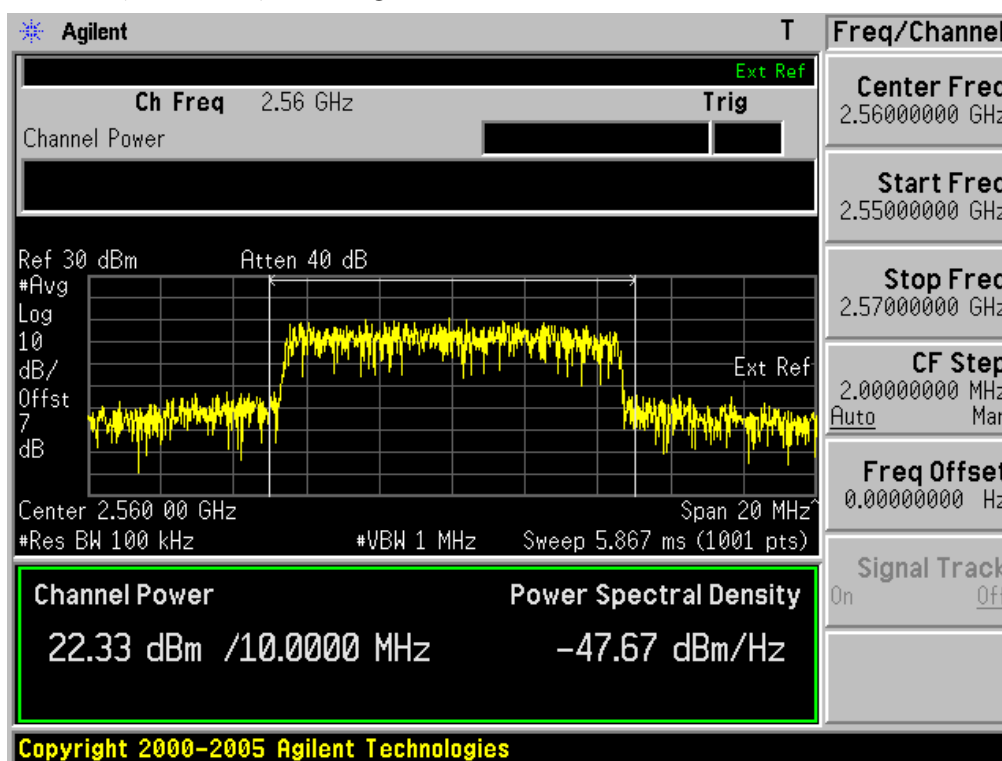 Agilent T
Freq/Channel
Ext Ref
Ch Freq 2.56 GHz Trig
Channel Power
Center Freq
2.56000000 GHz
Start Freq
2.55000000 GHz
Stop Freq
2.57000000 GHz
CF Step
2.00000000 MHz
Auto Man
Freq Offset
0.00000000 Hz
Signal Track
On Off
Ref 30 dBm Atten 40 dB
#Avg
Log
10
dB/
Offst
7
dB
Ext Ref
Center 2.560 00 GHz Span 20 MHz^
#Res BW 100 kHz #VBW 1 MHz Sweep 5.867 ms (1001 pts)
Channel Power Power Spectral Density
22.33 dBm /10.0000 MHz -47.67 dBm/Hz
Copyright 2000-2005 Agilent Technologies